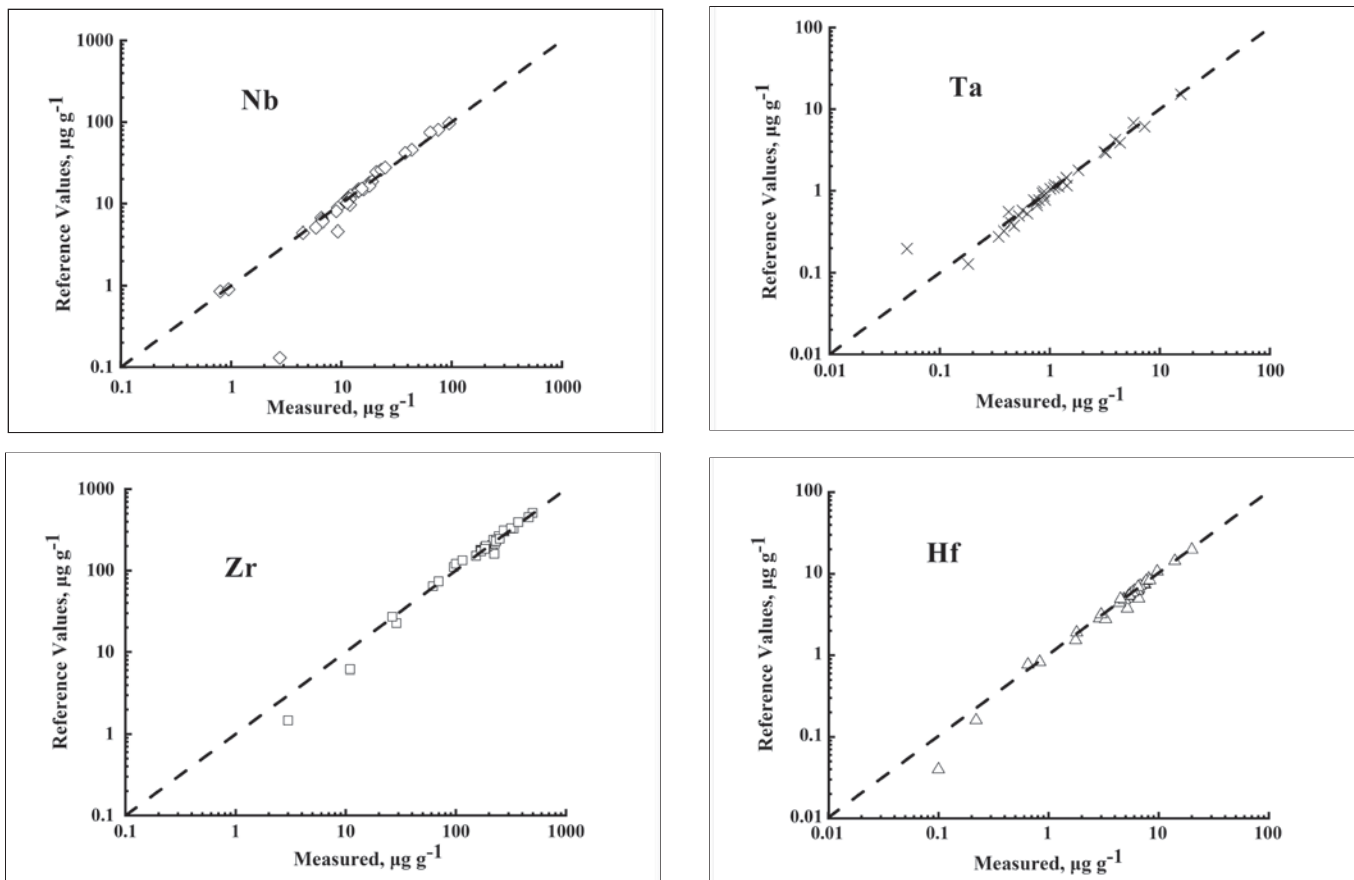 Nb
Reference Values, µg g-1
1000
100
10
1
0.1
0.1 1 10 100 1000
Measured, µg g-1
Ta
Reference Values, µg g-1
100
10
1
0.1
0.01
0.01 0.1 1 10 100
Measured, µg g-1
Zr
Reference Values, µg g-1
1000
100
10
1
0.1
0.1 1 10 100 1000
Measured, µg g-1
Hf
Reference Values, µg g-1
100
10
1
0.1
0.01
0.01 0.1 1 10 100
Measured, µg g-1